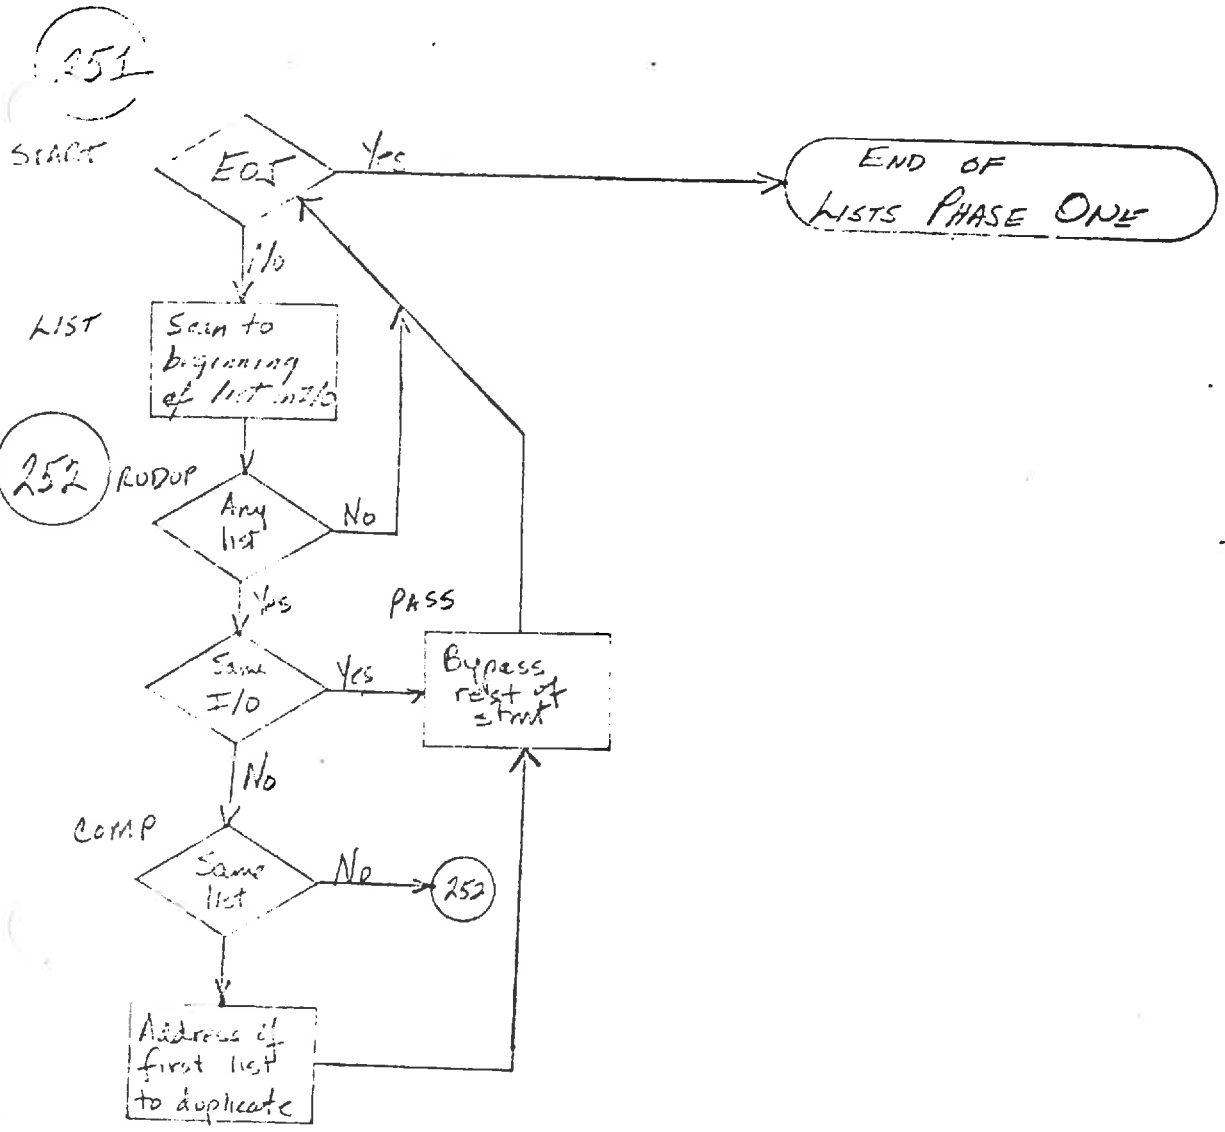 251
START
EOJ
Yes
END OF
LISTS PHASE ONE
No
LIST
Scan to
beginning
of list in I/O
252
RUDUP
Any
list
No
Yes
PASS
Same
I/O
Yes
Bypass
rest of
stmt
No
COMP
Same
list
No
252
Address of
first list
to duplicate